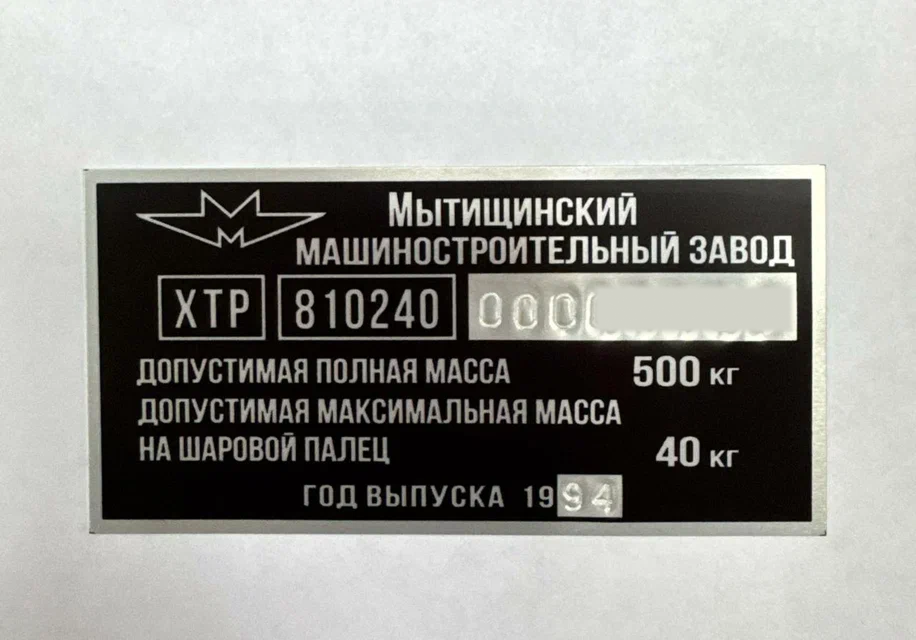 Мытищинский
машиностроительный завод
ХТР 810240 000
ДОПУСТИМАЯ ПОЛНАЯ МАССА 500 кг
ДОПУСТИМАЯ МАКСИМАЛЬНАЯ МАССА
НА ШАРОВОЙ ПАЛЕЦ 40 кг
ГОД ВЫПУСКА 1994